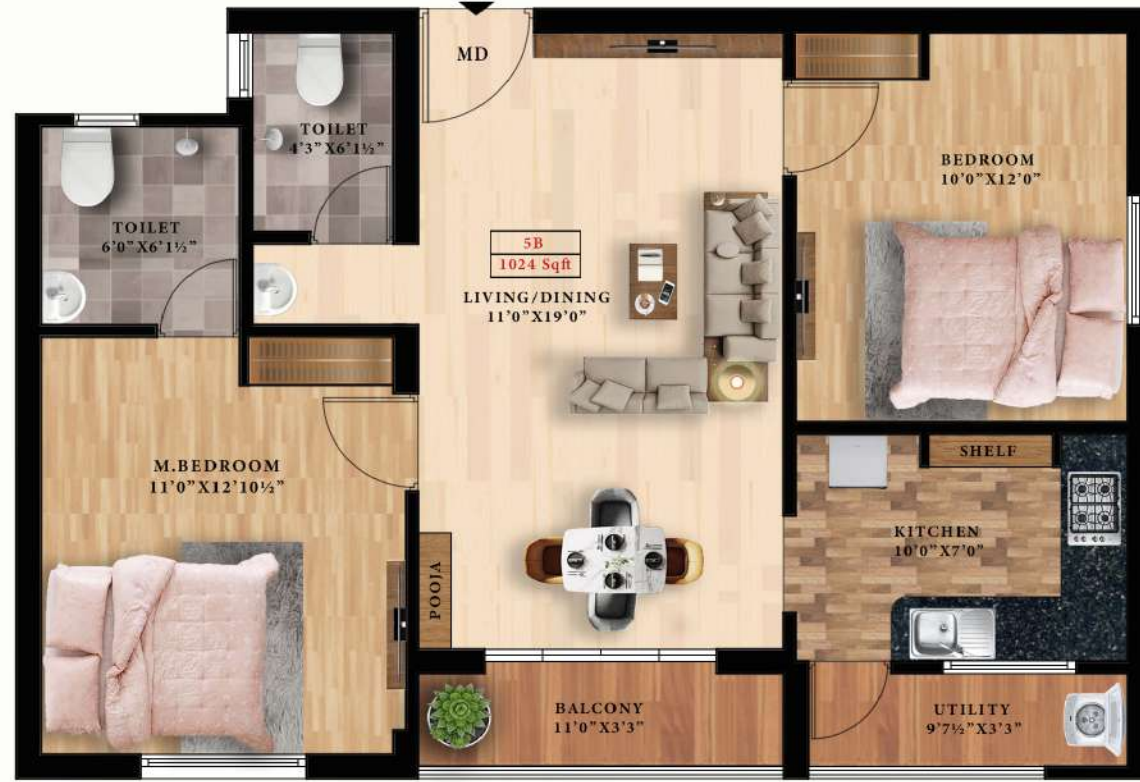 MD
TOILET
4'3"X6'1½"
BEDROOM
10'0"X12'0"
TOILET
6'0"X6'1½"
5B
1024 Sqft
LIVING/DINING
11'0"X19'0"
M.BEDROOM
11'0"X12'10½"
SHELF
KITCHEN
10'0"X7'0"
POOJA
BALCONY
11'0"X3'3"
UTILITY
9'7½"X3'3"